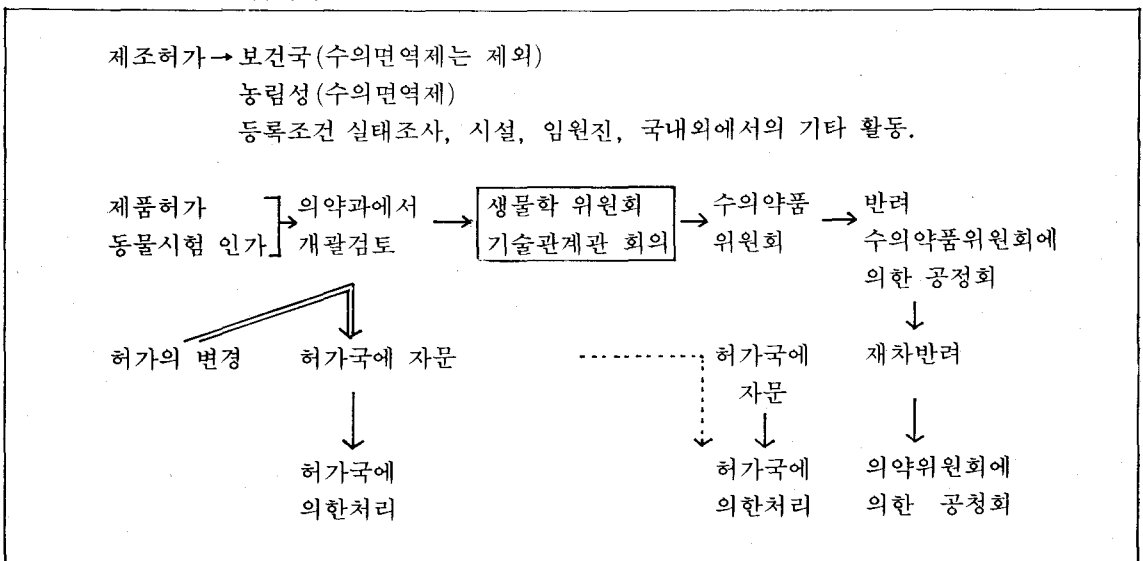 제조허가→보건국(수의면역제는 제외)
농림성(수의면역제)
등록조건 실태조사, 시설, 임원진, 국내외에서의 기타 활동.
제품허가
동물시험 인가
의약과에서
개괄검토
생물학 위원회
기술관계관 회의
수의약품
위원회
반려
수의약품위원회에
의한 공정회
허가의 변경
허가국에 자문
허가국에
자문
재차반려
허가국에
의한처리
허가국에
의한처리
의약위원회에
의한 공청회